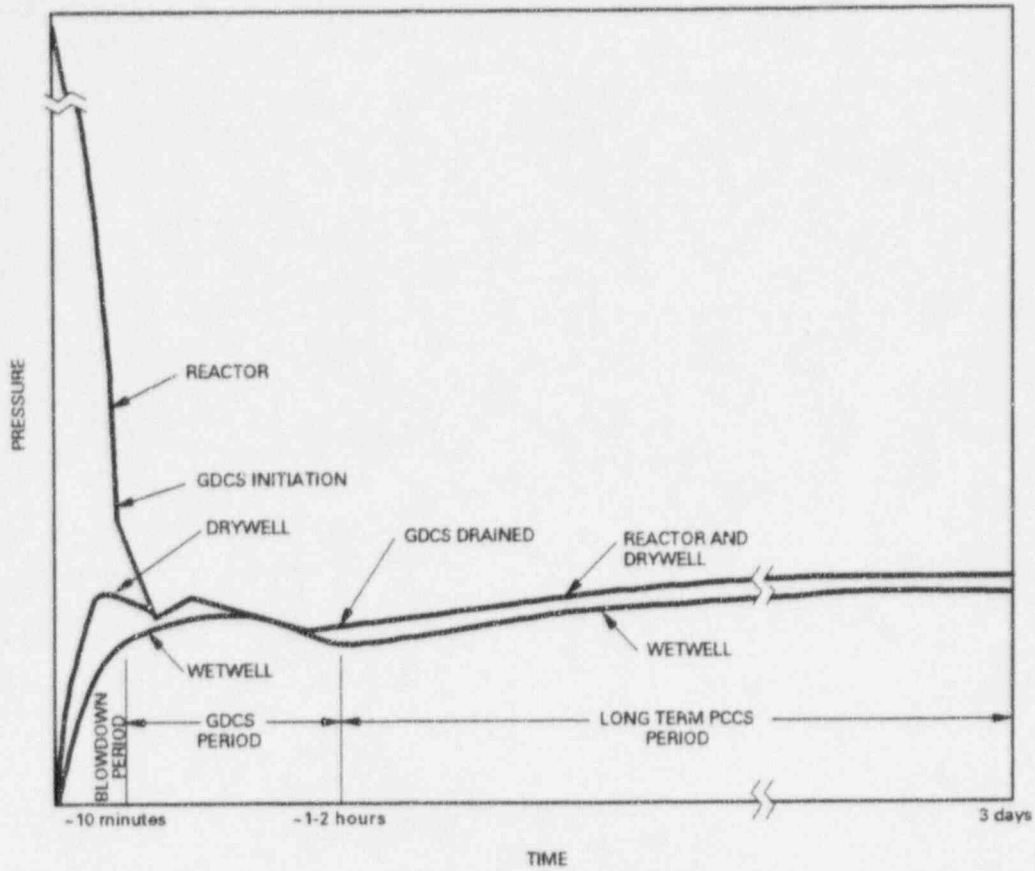 PRESSURE
REACTOR
GDCS INITIATION
DRYWELL
GDCS DRAINED
REACTOR AND
DRYWELL
WETWELL
WETWELL
BLOWDOWN
PERIOD
GDCS
PERIOD
LONG TERM PCCS
PERIOD
~10 minutes
~1-2 hours
3 days
TIME